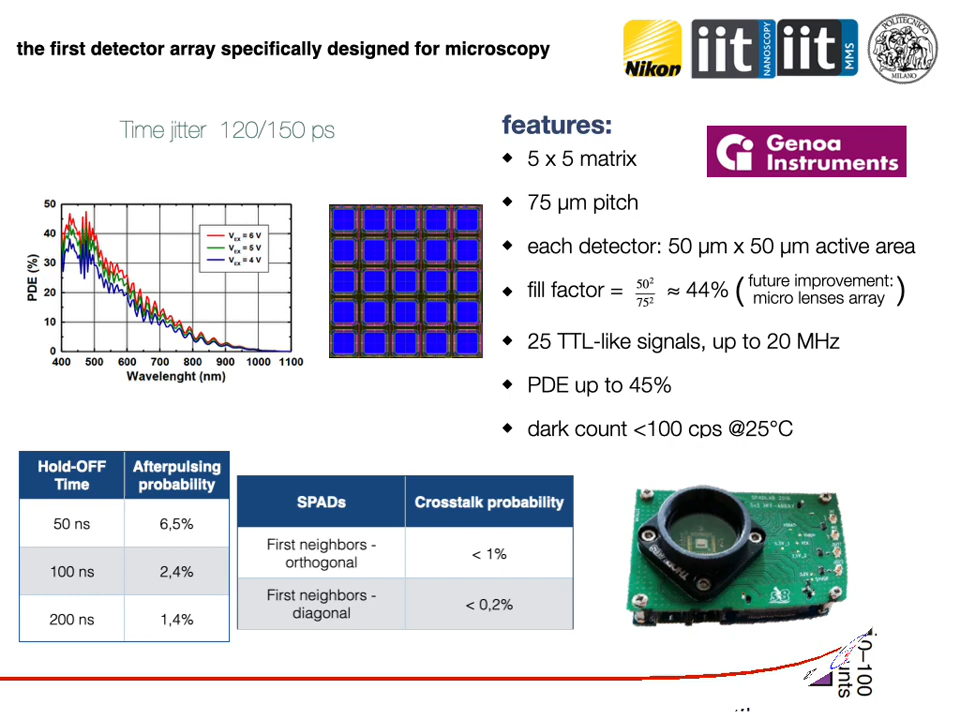 the first detector array specifically designed for microscopy
Nikon
iit
NANOSCOPY
iit
MMS
POLITECNICO
MILANO
Time jitter 120/150 ps
features:
Genoa
Instruments
5 x 5 matrix
75 µm pitch
each detector: 50 µm x 50 µm active area
fill factor = 50²/75² ≈ 44% (future improvement:
micro lenses array)
25 TTL-like signals, up to 20 MHz
PDE up to 45%
dark count <100 cps @25°C
PDE (%)
50
40
30
20
10
0
V_EX = 6 V
V_EX = 5 V
V_EX = 4 V
400 500 600 700 800 900 1000 1100
Wavelenght (nm)
Hold-OFF
Time
Afterpulsing
probability
50 ns 6,5%
100 ns 2,4%
200 ns 1,4%
SPADs Crosstalk probability
First neighbors -
orthogonal
< 1%
First neighbors -
diagonal
< 0,2%
SPADLAB
0–100
unts